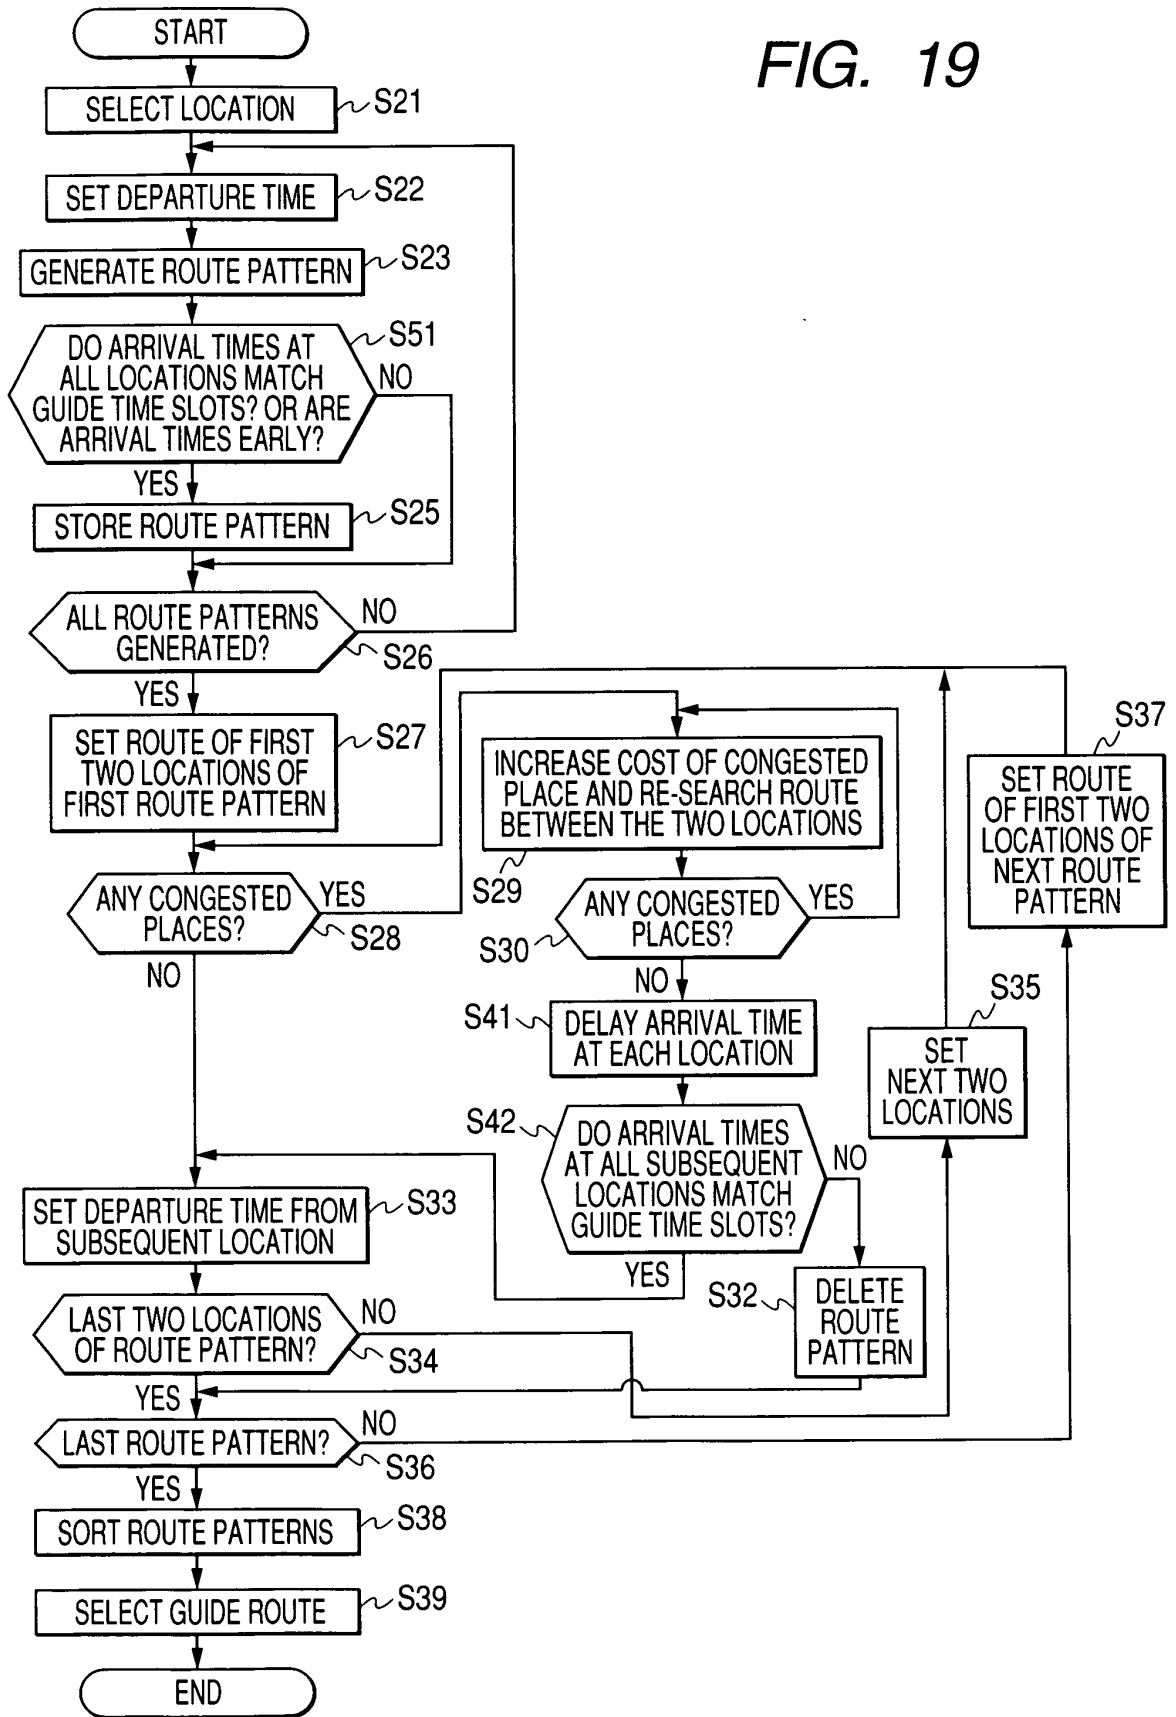 FIG. 19
START
SELECT LOCATION
S21
SET DEPARTURE TIME
S22
GENERATE ROUTE PATTERN
S23
DO ARRIVAL TIMES AT
ALL LOCATIONS MATCH
GUIDE TIME SLOTS? OR ARE
ARRIVAL TIMES EARLY?
S51
NO
YES
STORE ROUTE PATTERN
S25
ALL ROUTE PATTERNS
GENERATED?
NO
S26
YES
SET ROUTE OF FIRST
TWO LOCATIONS OF
FIRST ROUTE PATTERN
S27
ANY CONGESTED
PLACES?
YES
S28
NO
INCREASE COST OF CONGESTED
PLACE AND RE-SEARCH ROUTE
BETWEEN THE TWO LOCATIONS
S29
ANY CONGESTED
PLACES?
YES
S30
NO
S41
DELAY ARRIVAL TIME
AT EACH LOCATION
S42
DO ARRIVAL TIMES
AT ALL SUBSEQUENT
LOCATIONS MATCH
GUIDE TIME SLOTS?
NO
YES
S32
DELETE
ROUTE
PATTERN
S35
SET
NEXT TWO
LOCATIONS
S37
SET ROUTE
OF FIRST TWO
LOCATIONS OF
NEXT ROUTE
PATTERN
SET DEPARTURE TIME FROM
SUBSEQUENT LOCATION
S33
LAST TWO LOCATIONS
OF ROUTE PATTERN?
NO
S34
YES
LAST ROUTE PATTERN?
NO
S36
YES
SORT ROUTE PATTERNS
S38
SELECT GUIDE ROUTE
S39
END